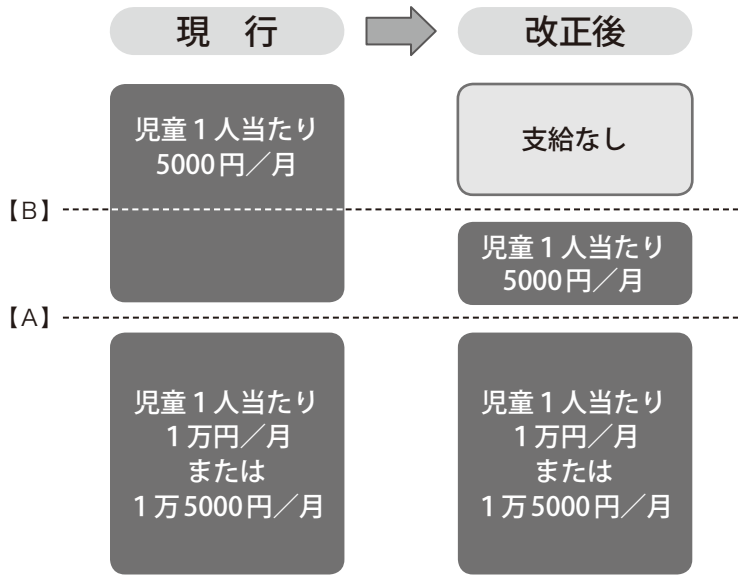 現　行
改正後
児童１人当たり
5000円／月
支給なし
【B】
児童１人当たり
5000円／月
【A】
児童１人当たり
１万円／月
または
１万5000円／月
児童１人当たり
１万円／月
または
１万5000円／月